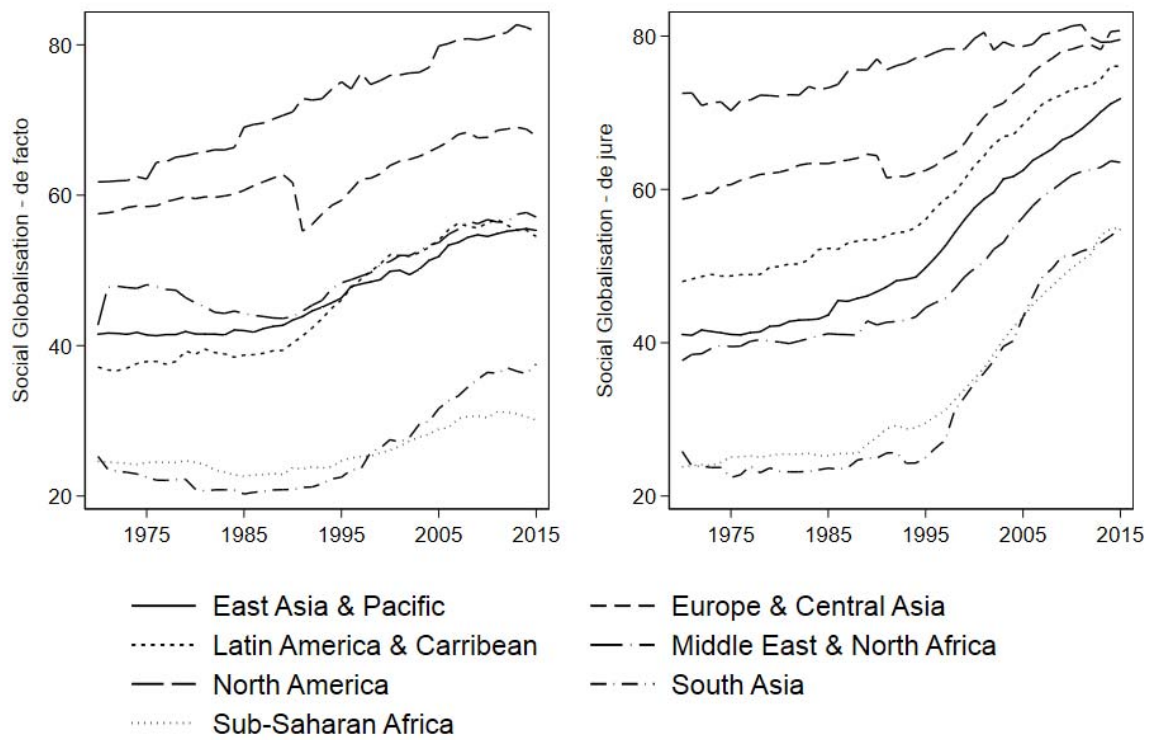 Social Globalisation - de facto
80
60
40
20
1975 1985 1995 2005 2015
Social Globalisation - de jure
80
60
40
20
1975 1985 1995 2005 2015
East Asia & Pacific
Europe & Central Asia
Latin America & Carribean
Middle East & North Africa
North America
South Asia
Sub-Saharan Africa